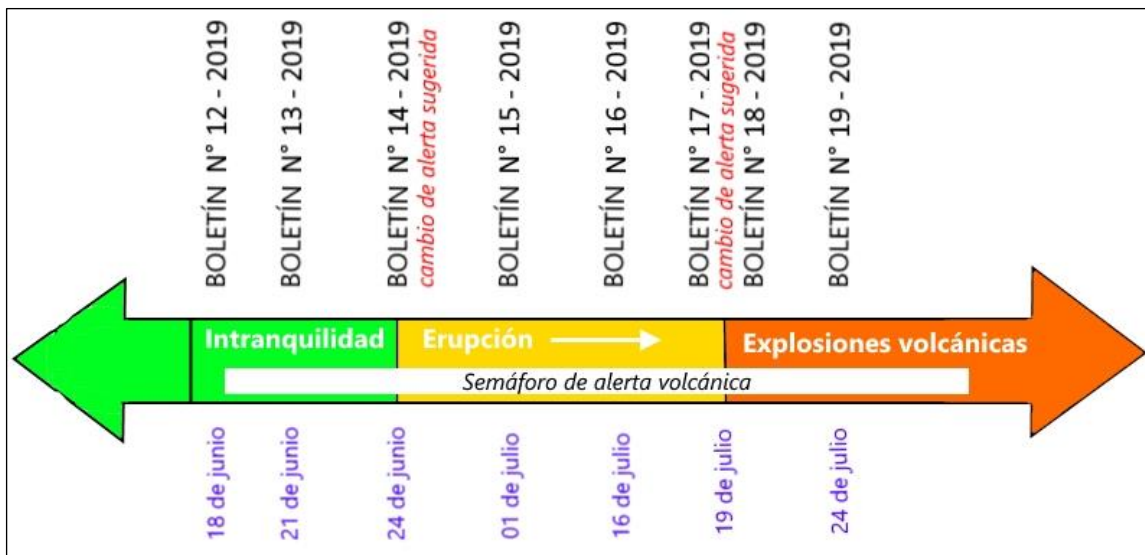 BOLETÍN N° 12 - 2019
BOLETÍN N° 13 - 2019
BOLETÍN N° 14 - 2019
cambio de alerta sugerida
BOLETÍN N° 15 - 2019
BOLETÍN N° 16 - 2019
BOLETÍN N° 17 - 2019
cambio de alerta sugerida
BOLETÍN N° 18 - 2019
BOLETÍN N° 19 - 2019
Intranquilidad
Erupción
Explosiones volcánicas
Semáforo de alerta volcánica
18 de junio
21 de junio
24 de junio
01 de julio
16 de julio
19 de julio
24 de julio